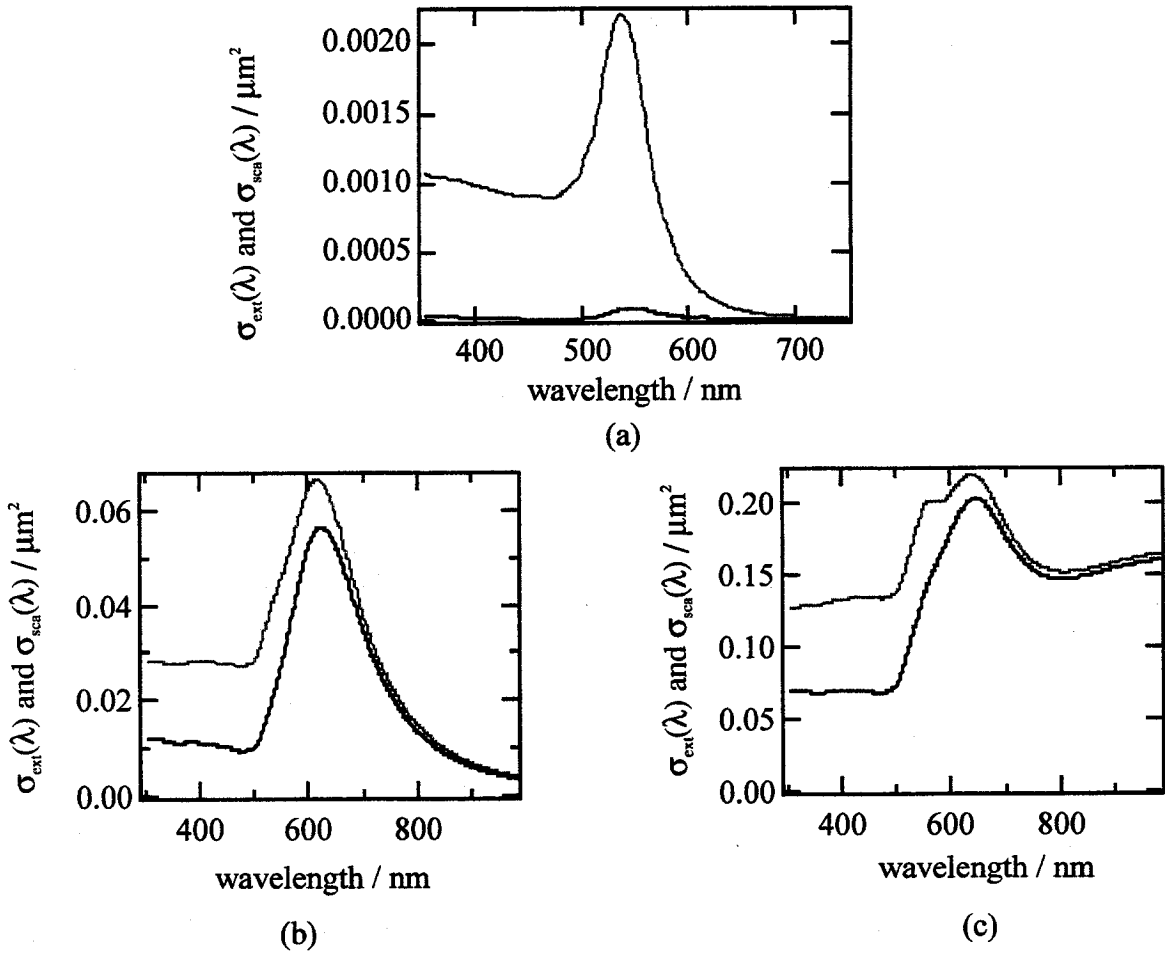 σext(λ) and σsca(λ) / μm²
0.0020
0.0015
0.0010
0.0005
0.0000
400 500 600 700
wavelength / nm
(a)
σext(λ) and σsca(λ) / μm²
0.06
0.04
0.02
0.00
400 600 800
wavelength / nm
(b)
σext(λ) and σsca(λ) / μm²
0.20
0.15
0.10
0.05
0.00
400 600 800
wavelength / nm
(c)